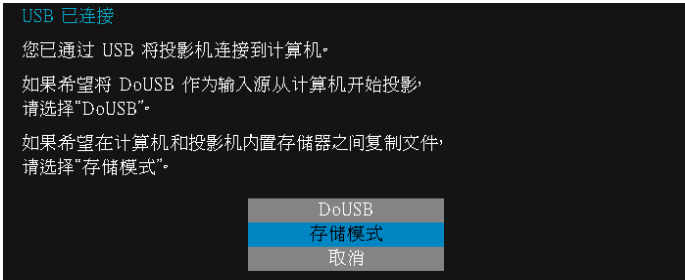 USB 已连接
您已通过 USB 将投影机连接到计算机。
如果希望将 DoUSB 作为输入源从计算机开始投影，
请选择“DoUSB”。
如果希望在计算机和投影机内置存储器之间复制文件，
请选择“存储模式”。
DoUSB
存储模式
取消